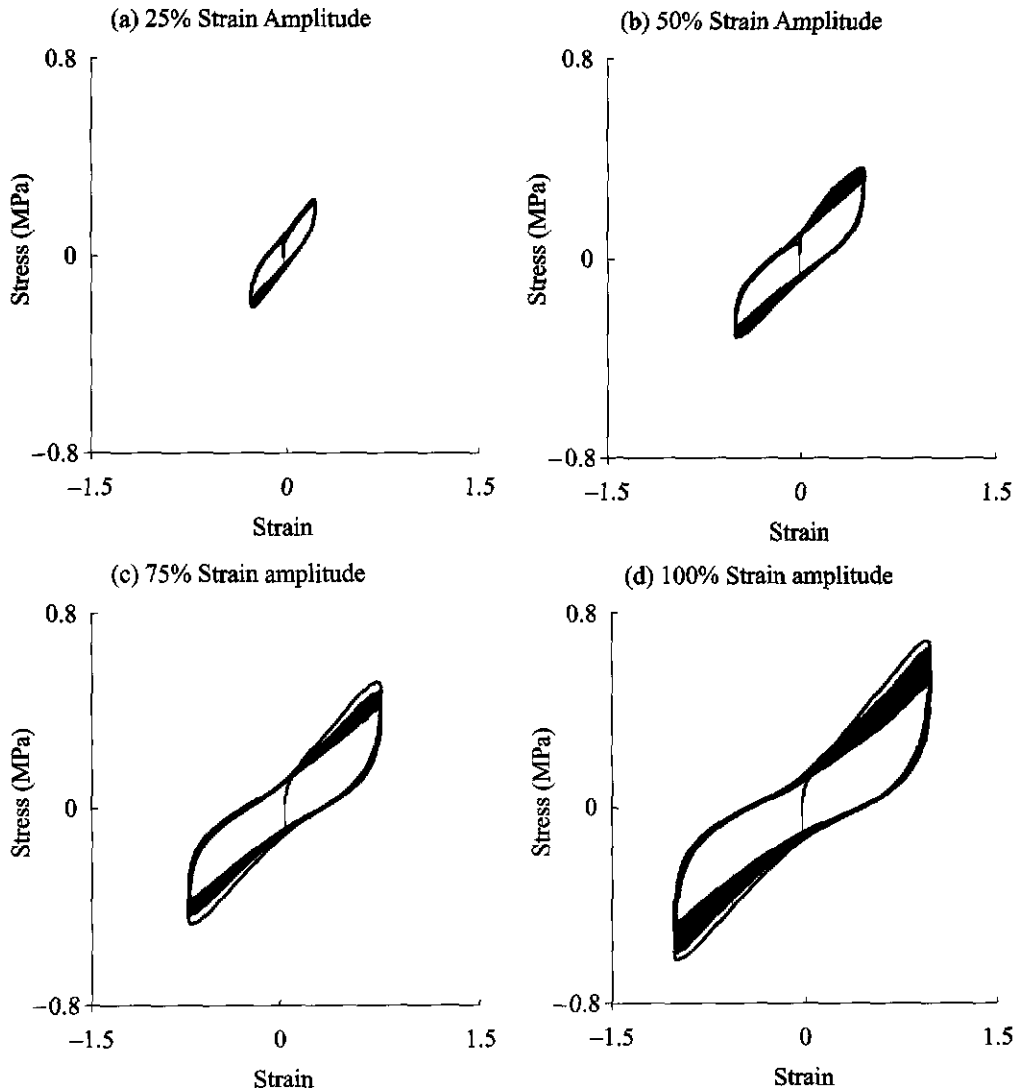 (a) 25% Strain Amplitude
0.8
Stress (MPa)
0
–0.8
–1.5
0
1.5
Strain
(b) 50% Strain Amplitude
0.8
Stress (MPa)
0
–0.8
–1.5
0
1.5
Strain
(c) 75% Strain amplitude
0.8
Stress (MPa)
0
–0.8
–1.5
0
1.5
Strain
(d) 100% Strain amplitude
0.8
Stress (MPa)
0
–0.8
–1.5
0
1.5
Strain